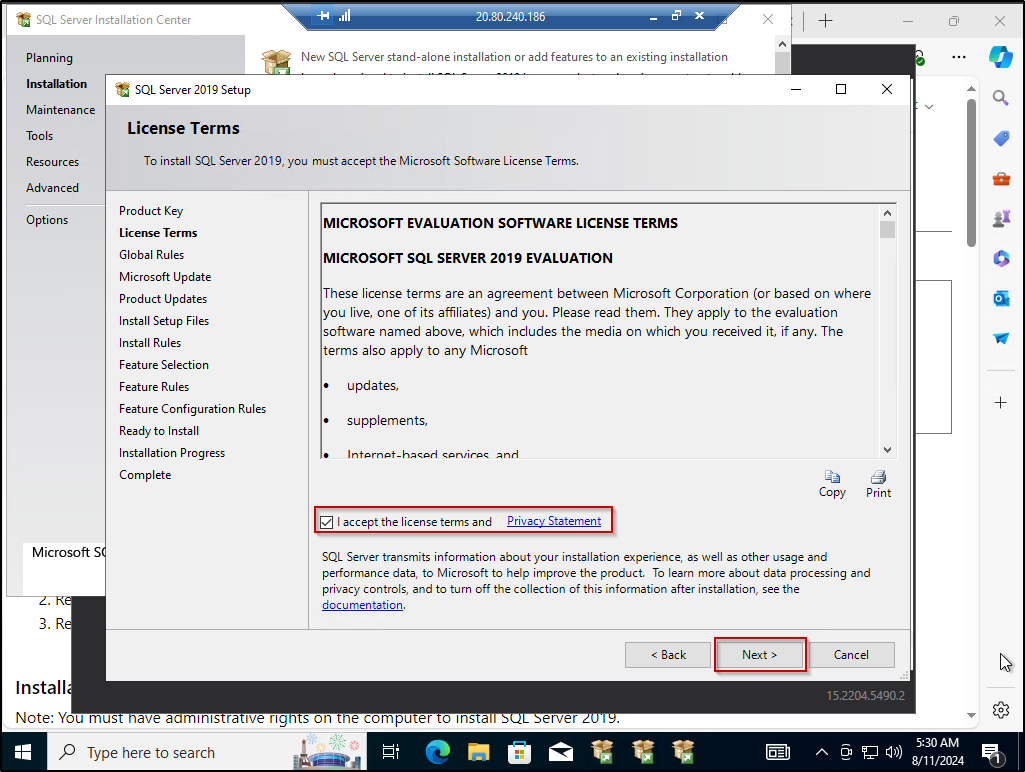 SQL Server Installation Center
20.80.240.186
Planning
Installation
Maintenance
Tools
Resources
Advanced
Options
New SQL Server stand-alone installation or add features to an existing installation
SQL Server 2019 Setup
License Terms
To install SQL Server 2019, you must accept the Microsoft Software License Terms.
Product Key
License Terms
Global Rules
Microsoft Update
Product Updates
Install Setup Files
Install Rules
Feature Selection
Feature Rules
Feature Configuration Rules
Ready to Install
Installation Progress
Complete
MICROSOFT EVALUATION SOFTWARE LICENSE TERMS
MICROSOFT SQL SERVER 2019 EVALUATION
These license terms are an agreement between Microsoft Corporation (or based on where
you live, one of its affiliates) and you. Please read them. They apply to the evaluation
software named above, which includes the media on which you received it, if any. The
terms also apply to any Microsoft
• updates,
• supplements,
• Internet-based services, and
Copy
Print
I accept the license terms and Privacy Statement
SQL Server transmits information about your installation experience, as well as other usage and
performance data, to Microsoft to help improve the product. To learn more about data processing and
privacy controls, and to turn off the collection of this information after installation, see the
documentation.
< Back
Next >
Cancel
Microsoft SQ
2. Re
3. Re
15.2204.5490.2
Installa
Note: You must have administrative rights on the computer to install SQL Server 2019.
Type here to search
5:30 AM
8/11/2024
1